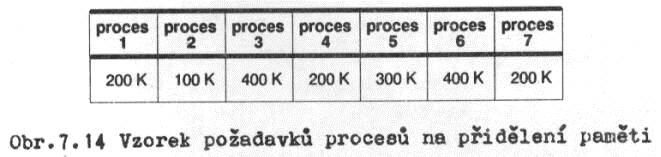 proces 1 proces 2 proces 3 proces 4 proces 5 proces 6 proces 7
200 K 100 K 400 K 200 K 300 K 400 K 200 K
Obr.7.14 Vzorek požadavků procesů na přidělení paměti